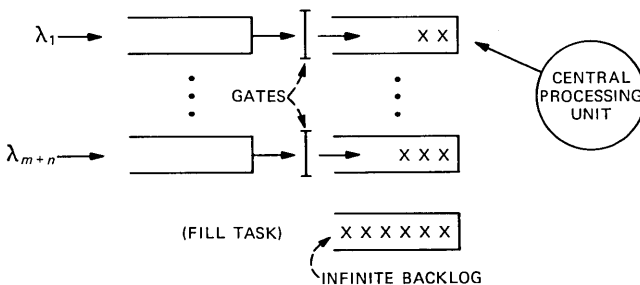 λ₁
X X
GATES
CENTRAL
PROCESSING
UNIT
λₘ₊ₙ
X X X
(FILL TASK)
X X X X X X
INFINITE BACKLOG